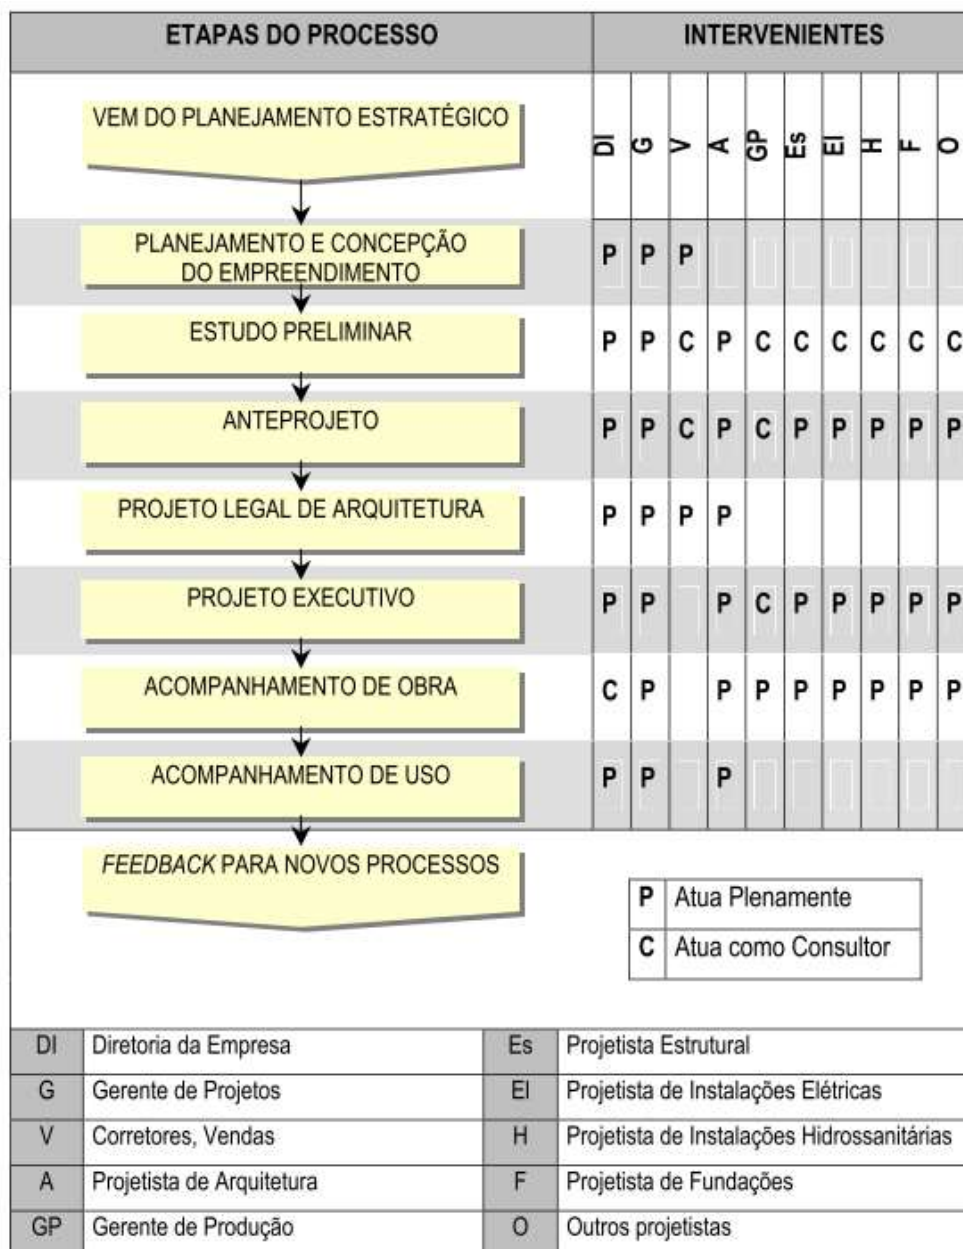 ETAPAS DO PROCESSO INTERVENIENTES
VEM DO PLANEJAMENTO ESTRATÉGICO
DI G V A GP Es El H F O
PLANEJAMENTO E CONCEPÇÃO
DO EMPREENDIMENTO
P P P
ESTUDO PRELIMINAR
P P C P C C C C C C
ANTEPROJETO
P P C P C P P P P P
PROJETO LEGAL DE ARQUITETURA
P P P P
PROJETO EXECUTIVO
P P P C P P P P P
ACOMPANHAMENTO DE OBRA
C P P P P P P P P
ACOMPANHAMENTO DE USO
P P P
FEEDBACK PARA NOVOS PROCESSOS
P Atua Plenamente
C Atua como Consultor
DI Diretoria da Empresa Es Projetista Estrutural
G Gerente de Projetos El Projetista de Instalações Elétricas
V Corretores, Vendas H Projetista de Instalações Hidrossanitárias
A Projetista de Arquitetura F Projetista de Fundações
GP Gerente de Produção O Outros projetistas